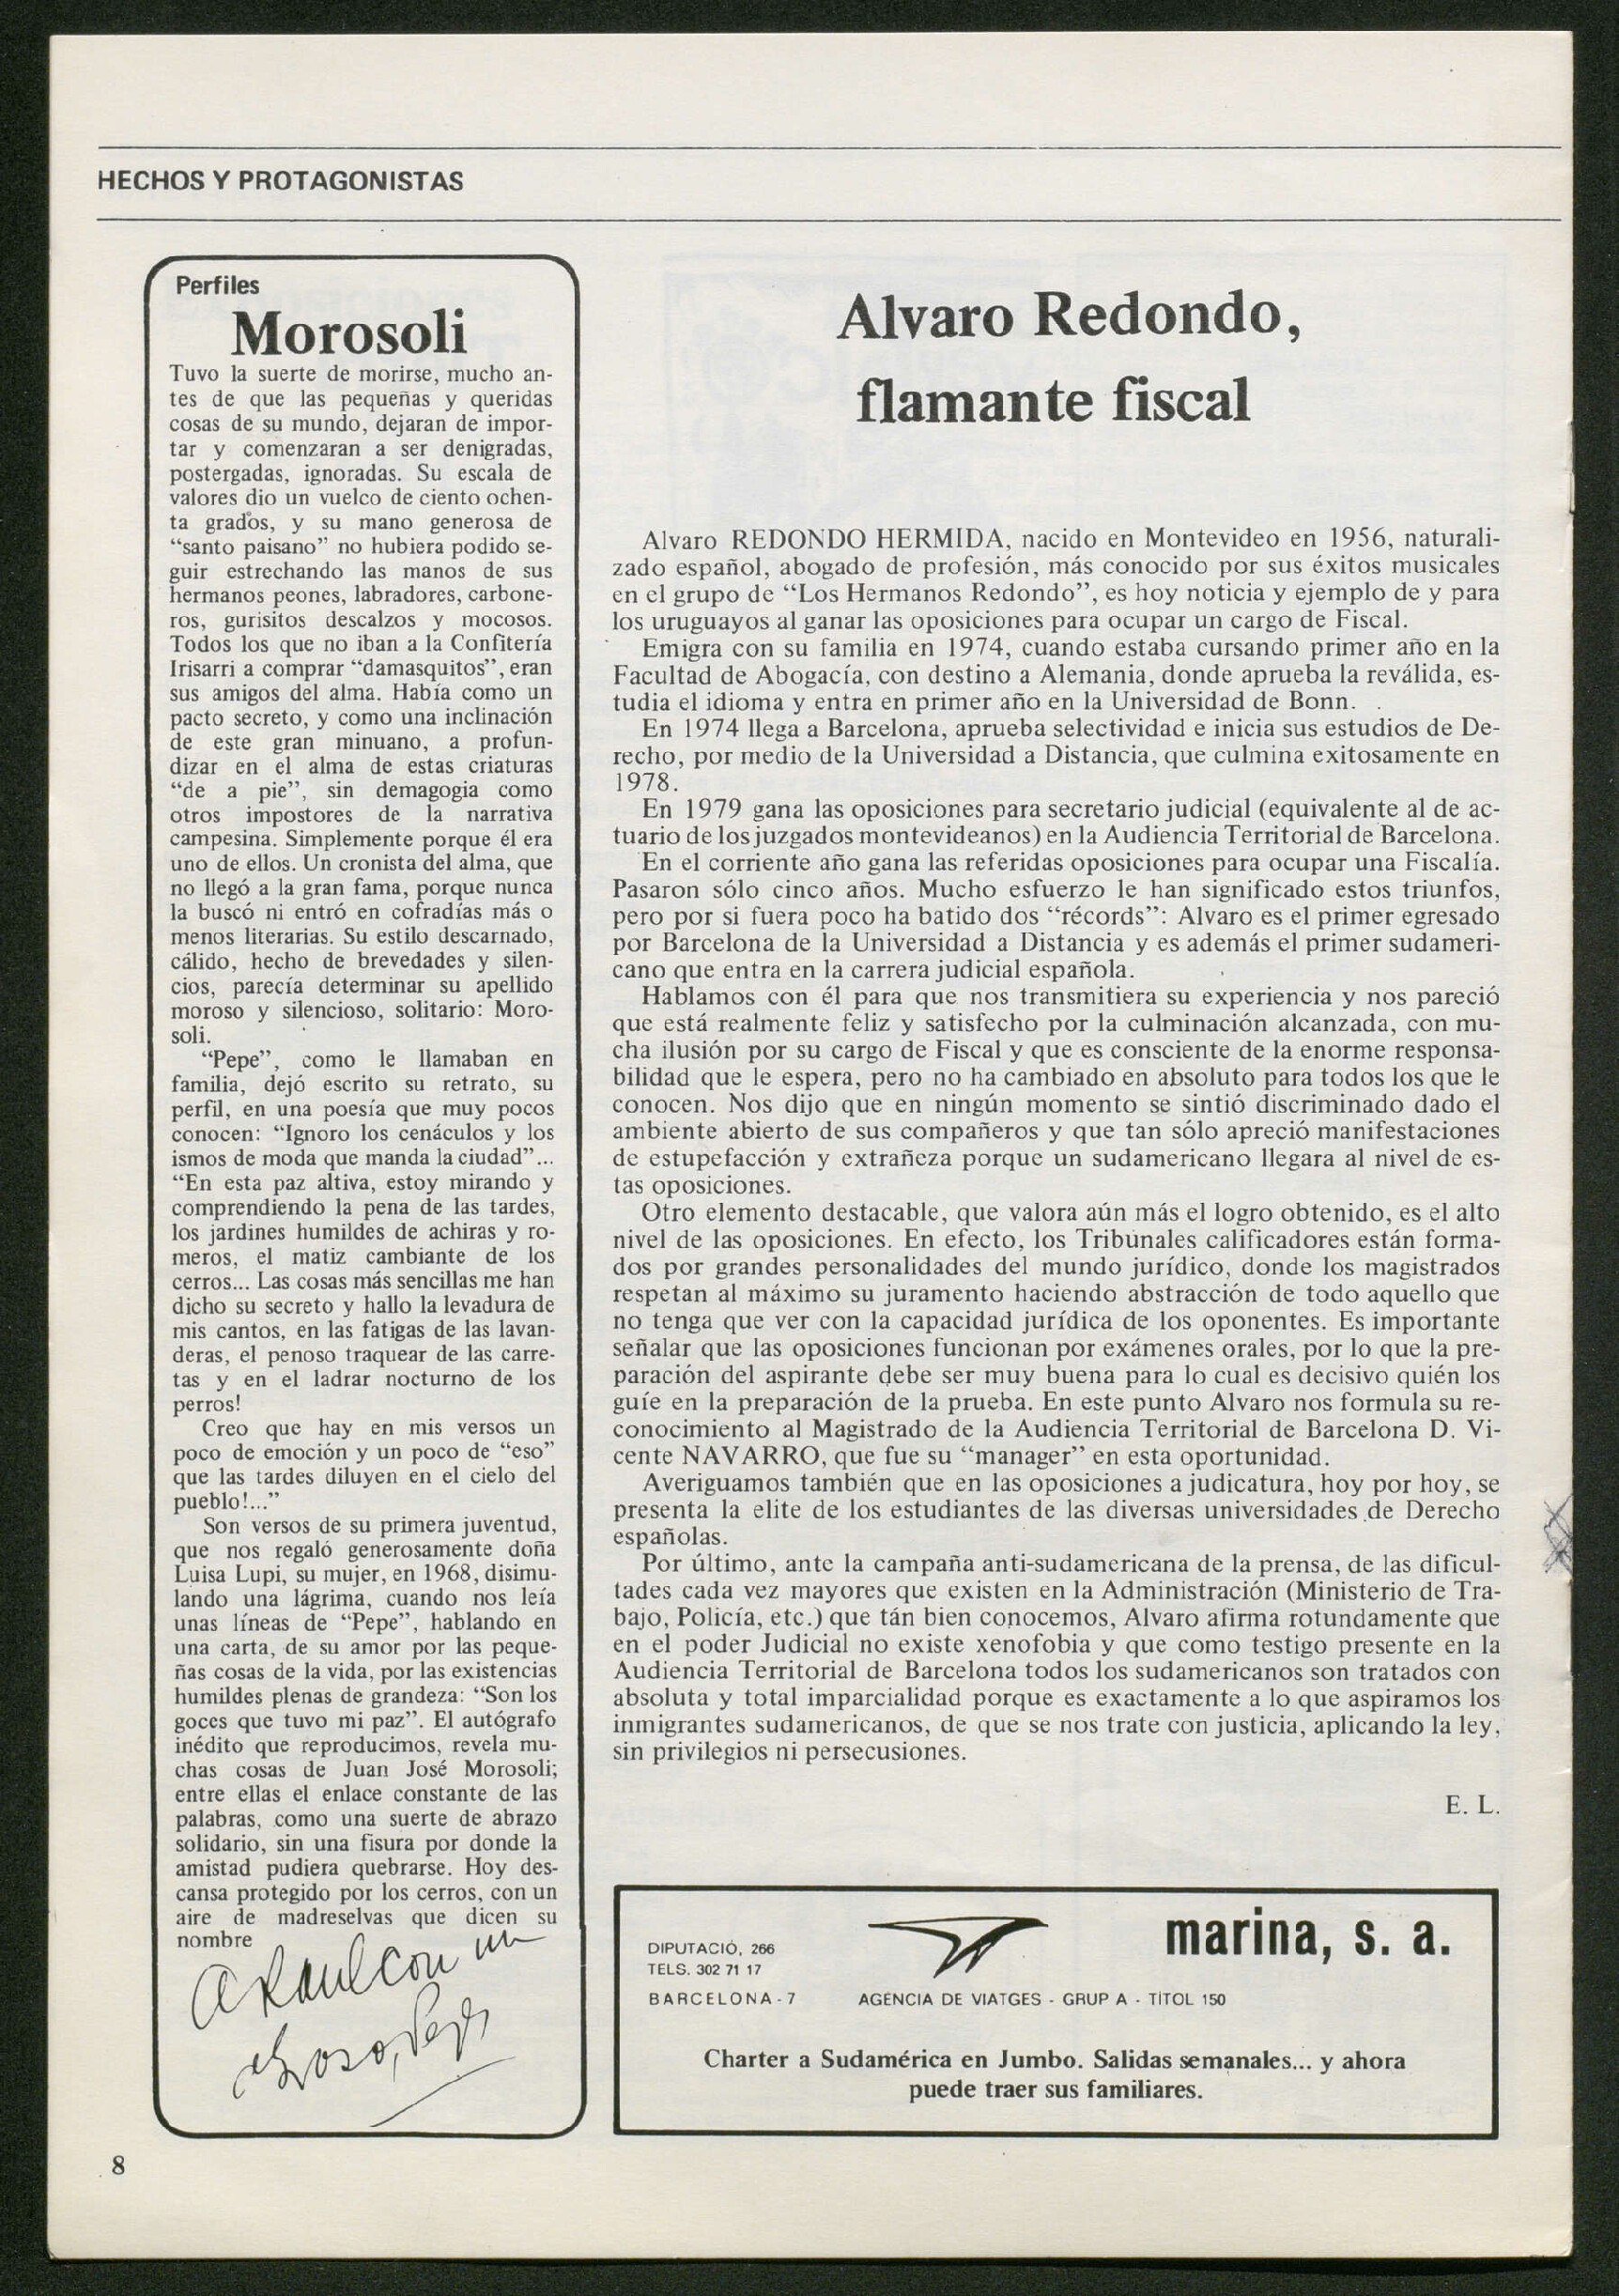 HECHOS Y PROTAGONISTAS
Perfiles
Morosoli
Tuvo la suerte de morirse, mucho an-
tes de que las pequeñas y queridas
cosas de su mundo, dejaran de impor-
tar y comenzaran a ser denigradas,
postergadas, ignoradas. Su escala de
valores dio un vuelco de ciento ochen-
ta grados, y su mano generosa de
“santo paisano” no hubiera podido se-
guir estrechando las manos de sus
hermanos peones, labradores, carbone-
ros, gurisitos descalzos y mocosos.
Todos los que no iban a la Confitería
Irisarri a comprar “damasquitos”, eran
sus amigos del alma. Había como un
pacto secreto, y como una inclinación
de este gran minuano, a profun-
dizar en el alma de estas criaturas
“de a pie”, sin demagogia como
otros impostores de la narrativa
campesina. Simplemente porque él era
uno de ellos. Un cronista del alma, que
no llegó a la gran fama, porque nunca
la buscó ni entró en cofradías más o
menos literarias. Su estilo descarnado,
cálido, hecho de brevedades y silen-
cios, parecía determinar su apellido
moroso y silencioso, solitario: Moro-
soli.
“Pepe”, como le llamaban en
familia, dejó escrito su retrato, su
perfil, en una poesía que muy pocos
conocen: “Ignoro los cenáculos y los
ismos de moda que manda la ciudad”...
“En esta paz altiva, estoy mirando y
comprendiendo la pena de las tardes,
los jardines humildes de achiras y ro-
meros, el matiz cambiante de los
cerros... Las cosas más sencillas me han
dicho su secreto y hallo la levadura de
mis cantos, en las fatigas de las lavan-
deras, el penoso traquear de las carre-
tas y en el ladrar nocturno de los
perros!
Creo que hay en mis versos un
poco de emoción y un poco de “eso”
que las tardes diluyen en el cielo del
pueblo!...”
Son versos de su primera juventud,
que nos regaló generosamente doña
Luisa Lupi, su mujer, en 1968, disimu-
lando una lágrima, cuando nos leía
unas líneas de “Pepe”, hablando en
una carta, de su amor por las peque-
ñas cosas de la vida, por las existencias
humildes plenas de grandeza: “Son los
goces que tuvo mi paz”. El autógrafo
inédito que reproducimos, revela mu-
chas cosas de Juan José Morosoli;
entre ellas el enlace constante de las
palabras, como una suerte de abrazo
solidario, sin una fisura por donde la
amistad pudiera quebrarse. Hoy des-
cansa protegido por los cerros, con un
aire de madreselvas que dicen su
nombre
A Raul con un
abrazo, Pepe
Alvaro Redondo,
flamante fiscal
Alvaro REDONDO HERMIDA, nacido en Montevideo en 1956, naturali-
zado español, abogado de profesión, más conocido por sus éxitos musicales
en el grupo de “Los Hermanos Redondo”, es hoy noticia y ejemplo de y para
los uruguayos al ganar las oposiciones para ocupar un cargo de Fiscal.
Emigra con su familia en 1974, cuando estaba cursando primer año en la
Facultad de Abogacía, con destino a Alemania, donde aprueba la reválida, es-
tudia el idioma y entra en primer año en la Universidad de Bonn.
En 1974 llega a Barcelona, aprueba selectividad e inicia sus estudios de De-
recho, por medio de la Universidad a Distancia, que culmina exitosamente en
1978.
En 1979 gana las oposiciones para secretario judicial (equivalente al de ac-
tuario de los juzgados montevideanos) en la Audiencia Territorial de Barcelona.
En el corriente año gana las referidas oposiciones para ocupar una Fiscalía.
Pasaron sólo cinco años. Mucho esfuerzo le han significado estos triunfos,
pero por si fuera poco ha batido dos “récords”: Alvaro es el primer egresado
por Barcelona de la Universidad a Distancia y es además el primer sudameri-
cano que entra en la carrera judicial española.
Hablamos con él para que nos transmitiera su experiencia y nos pareció
que está realmente feliz y satisfecho por la culminación alcanzada, con mu-
cha ilusión por su cargo de Fiscal y que es consciente de la enorme responsa-
bilidad que le espera, pero no ha cambiado en absoluto para todos los que le
conocen. Nos dijo que en ningún momento se sintió discriminado dado el
ambiente abierto de sus compañeros y que tan sólo apreció manifestaciones
de estupefacción y extrañeza porque un sudamericano llegara al nivel de es-
tas oposiciones.
Otro elemento destacable, que valora aún más el logro obtenido, es el alto
nivel de las oposiciones. En efecto, los Tribunales calificadores están forma-
dos por grandes personalidades del mundo jurídico, donde los magistrados
respetan al máximo su juramento haciendo abstracción de todo aquello que
no tenga que ver con la capacidad jurídica de los oponentes. Es importante
señalar que las oposiciones funcionan por exámenes orales, por lo que la pre-
paración del aspirante debe ser muy buena para lo cual es decisivo quién los
guíe en la preparación de la prueba. En este punto Alvaro nos formula su re-
conocimiento al Magistrado de la Audiencia Territorial de Barcelona D. Vi-
cente NAVARRO, que fue su “manager” en esta oportunidad.
Averiguamos también que en las oposiciones a judicatura, hoy por hoy, se
presenta la elite de los estudiantes de las diversas universidades de Derecho
españolas.
Por último, ante la campaña anti-sudamericana de la prensa, de las dificul-
tades cada vez mayores que existen en la Administración (Ministerio de Tra-
bajo, Policía, etc.) que tán bien conocemos, Alvaro afirma rotundamente que
en el poder Judicial no existe xenofobia y que como testigo presente en la
Audiencia Territorial de Barcelona todos los sudamericanos son tratados con
absoluta y total imparcialidad porque es exactamente a lo que aspiramos los
inmigrantes sudamericanos, de que se nos trate con justicia, aplicando la ley,
sin privilegios ni persecusiones.
E. L.
DIPUTACIÓ, 266
TELS. 302 71 17
BARCELONA - 7
marina, s. a.
AGENCIA DE VIATGES - GRUP A - TÍTOL 150
Charter a Sudamérica en Jumbo. Salidas semanales... y ahora
puede traer sus familiares.
8